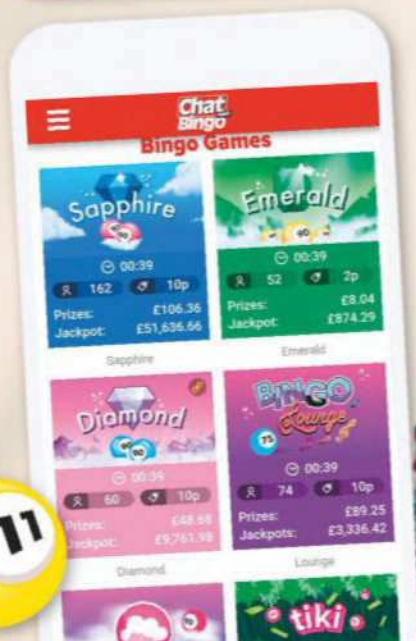 Chat
Bingo
Bingo Games
Sapphire
00:39
162 10p
Prizes: £106.36
Jackpot: £51,636.66
Sapphire
Emerald
00:39
52 2p
Prizes: £8.04
Jackpot: £874.29
Emerald
Diamond
00:39
60 10p
Prizes: £48.68
Jackpot: £9,761.98
Diamond
BINGO
Lounge
75
00:39
74 10p
Prizes: £89.25
Jackpots: £3,336.42
Lounge
tiki
11